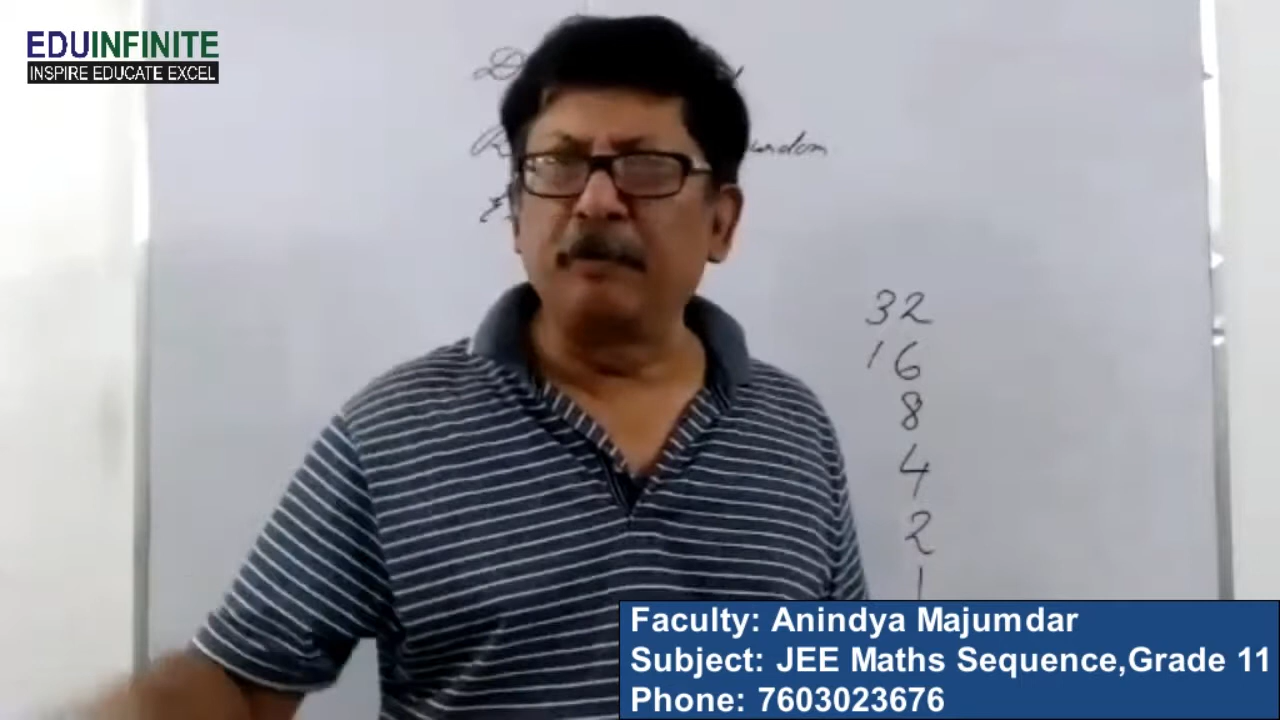 EDUINFINITE
INSPIRE EDUCATE EXCEL
32
16
8
4
2
1
Faculty: Anindya Majumdar
Subject: JEE Maths Sequence,Grade 11
Phone: 7603023676